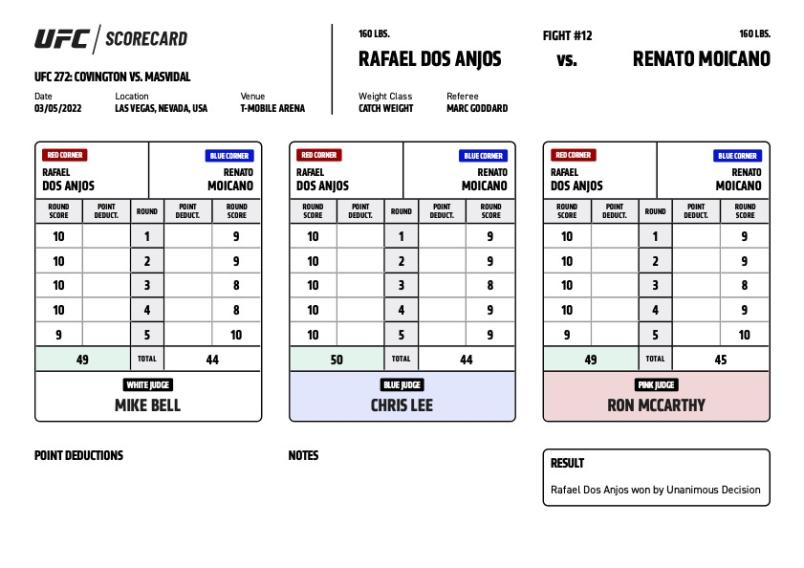 UFC / SCORECARD
UFC 272: COVINGTON VS. MASVIDAL
Date Location Venue
03/05/2022 LAS VEGAS, NEVADA, USA T-MOBILE ARENA
160 LBS. FIGHT #12 160 LBS.
RAFAEL DOS ANJOS vs. RENATO MOICANO
Weight Class Referee
CATCH WEIGHT MARC GODDARD
RED CORNER BLUE CORNER
RAFAEL RENATO
DOS ANJOS MOICANO
ROUND SCORE POINT DEDUCT. ROUND POINT DEDUCT. ROUND SCORE
10 1 9
10 2 9
10 3 8
10 4 8
9 5 10
49 TOTAL 44
WHITE JUDGE
MIKE BELL
RED CORNER BLUE CORNER
RAFAEL RENATO
DOS ANJOS MOICANO
ROUND SCORE POINT DEDUCT. ROUND POINT DEDUCT. ROUND SCORE
10 1 9
10 2 9
10 3 8
10 4 9
10 5 9
50 TOTAL 44
BLUE JUDGE
CHRIS LEE
RED CORNER BLUE CORNER
RAFAEL RENATO
DOS ANJOS MOICANO
ROUND SCORE POINT DEDUCT. ROUND POINT DEDUCT. ROUND SCORE
10 1 9
10 2 9
10 3 8
10 4 9
9 5 10
49 TOTAL 45
PINK JUDGE
RON MCCARTHY
POINT DEDUCTIONS
NOTES
RESULT
Rafael Dos Anjos won by Unanimous Decision